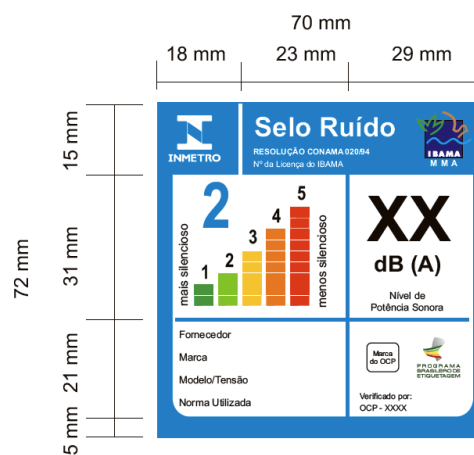 70 mm
18 mm
23 mm
29 mm
15 mm
31 mm
72 mm
21 mm
5 mm
INMETRO
Selo Ruído
RESOLUÇÃO CONAMA 020/94
Nº da Licença do IBAMA
IBAMA
MMA
2
mais silencioso
1
2
3
4
5
menos silencioso
XX
dB (A)
Nível de
Potência Sonora
Fornecedor
Marca
Modelo/Tensão
Norma Utilizada
Marca
do OCP
PROGRAMA
BRASILEIRO DE
ETIQUETAGEM
Verificado por:
OCP - XXXX